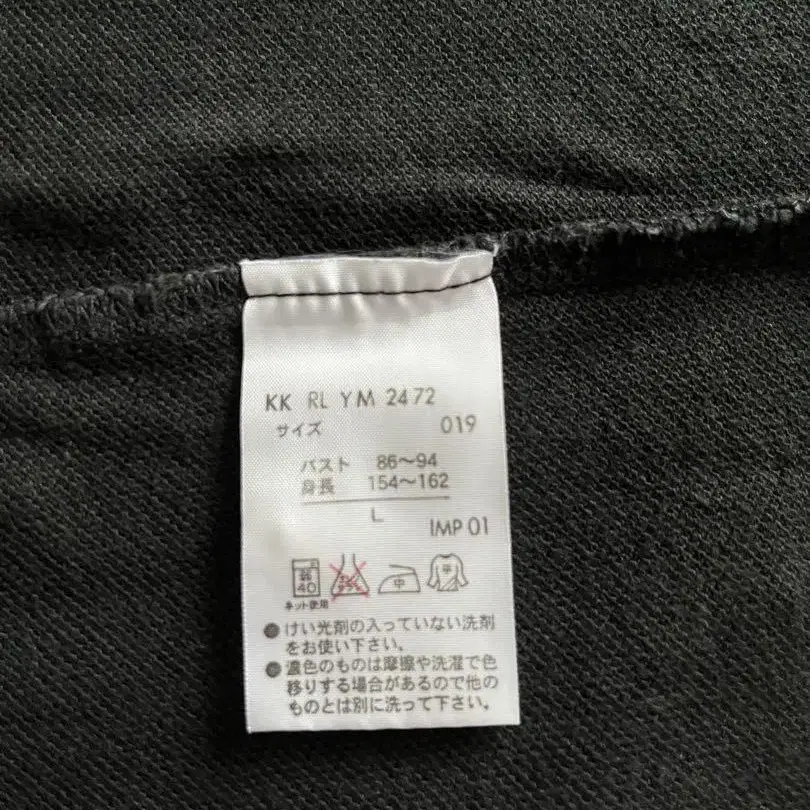 KK RL YM 2472
サイズ 019
バスト 86～94
身長 154～162
L
IMP 01
弱 40 中 平
ネット使用
●けい光剤の入っていない洗剤
をお使い下さい。
●濃色のものは摩擦や洗濯で色
移りする場合があるので他の
ものとは別に洗って下さい。